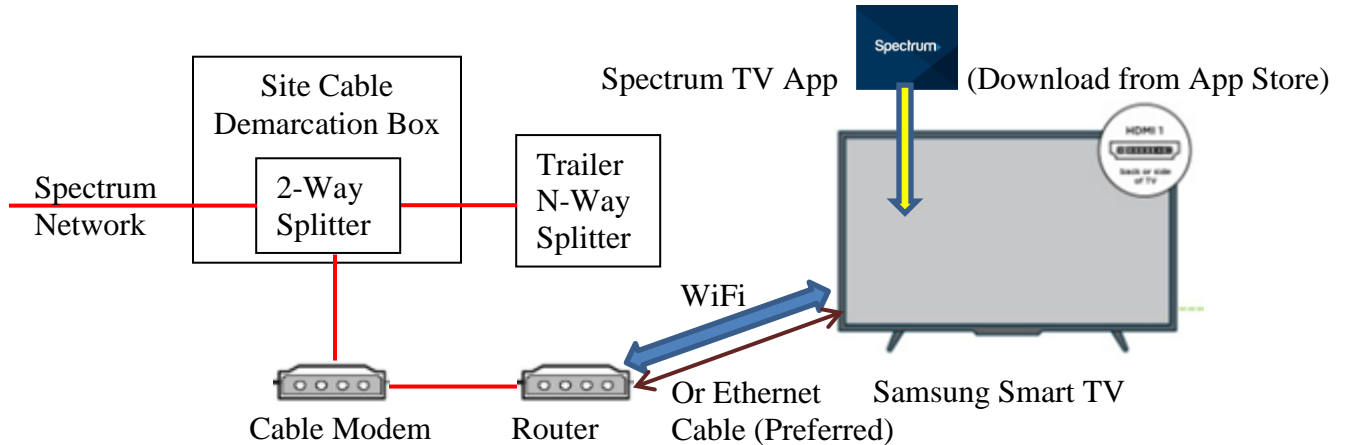 Spectrum
Spectrum TV App
(Download from App Store)
Site Cable
Demarcation Box
HDMI 1
back or side
of TV
Spectrum
Network
2-Way
Splitter
Trailer
N-Way
Splitter
WiFi
Or Ethernet
Cable (Preferred)
Samsung Smart TV
Cable Modem
Router